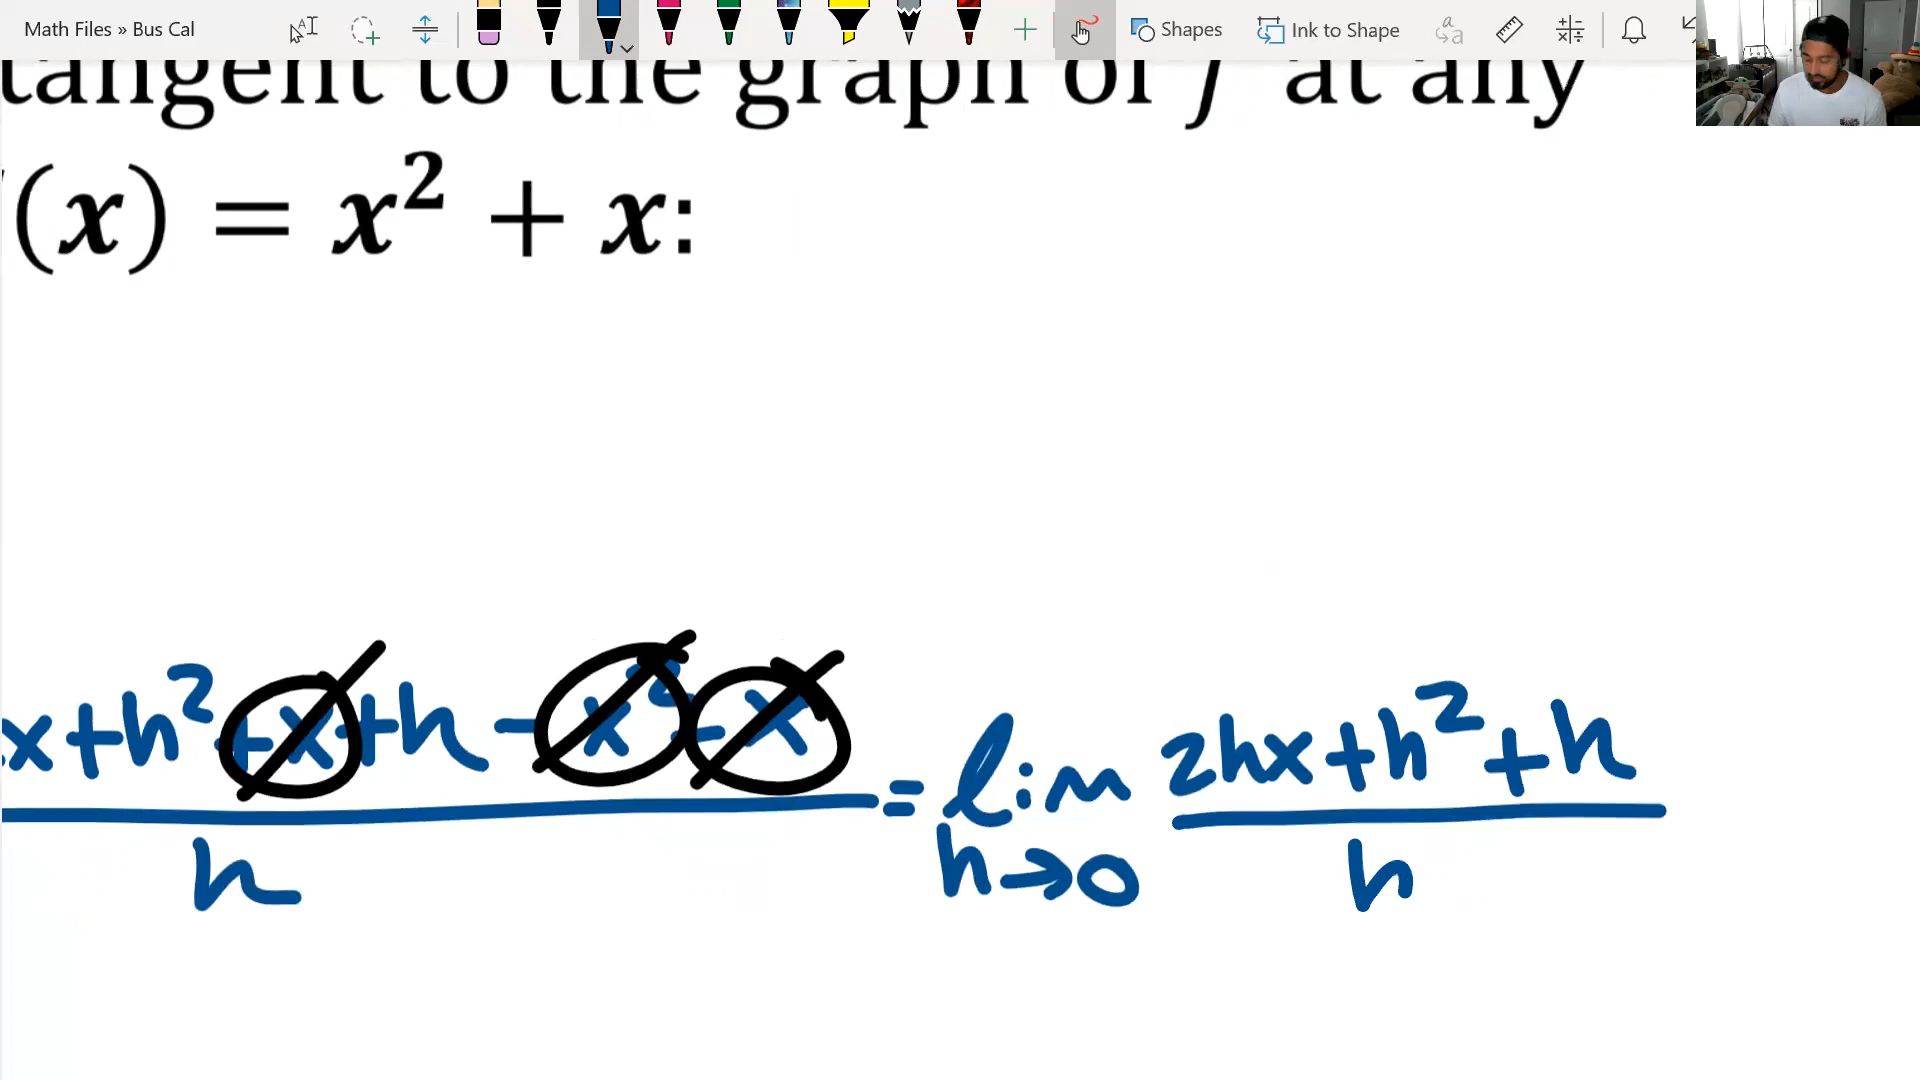 Math Files » Bus Cal
Shapes
Ink to Shape
tangent to the graph of f at any
(x) = x² + x:
x+h²+x+h-x²-x
h
= lim
h→0
2hx+h²+h
h